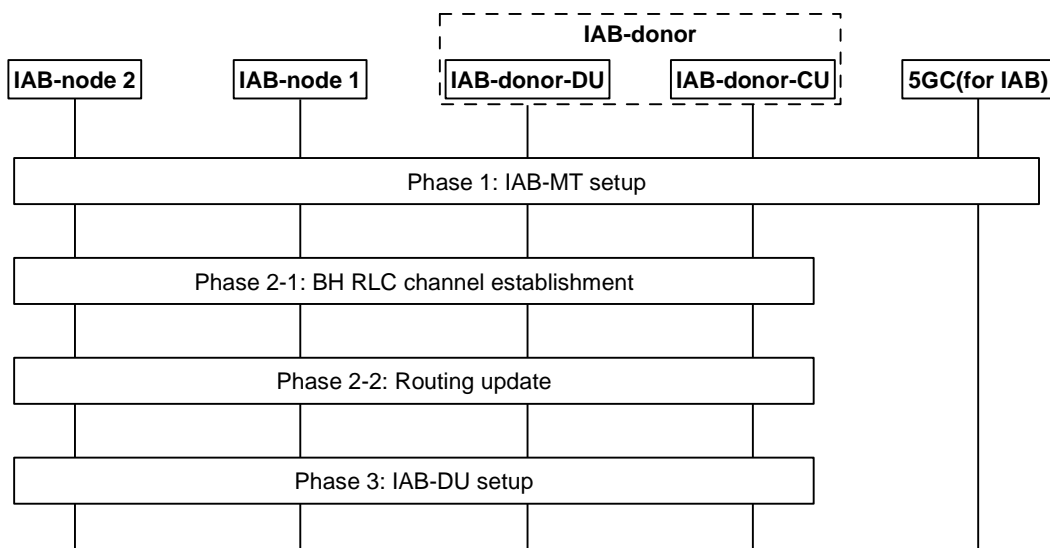 IAB-donor
IAB-node 2
IAB-node 1
IAB-donor-DU
IAB-donor-CU
5GC(for IAB)
Phase 1: IAB-MT setup
Phase 2-1: BH RLC channel establishment
Phase 2-2: Routing update
Phase 3: IAB-DU setup